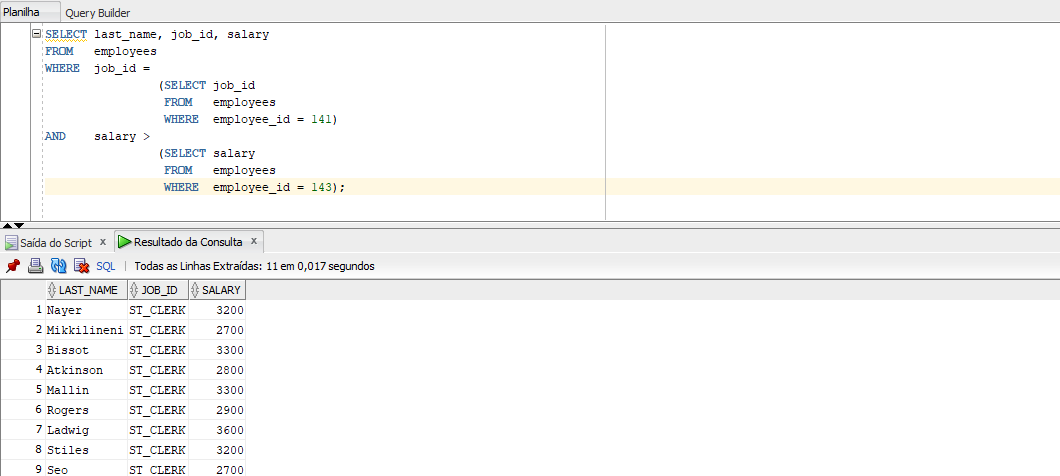 Planilha Query Builder
SELECT last_name, job_id, salary
FROM employees
WHERE job_id =
(SELECT job_id
FROM employees
WHERE employee_id = 141)
AND salary >
(SELECT salary
FROM employees
WHERE employee_id = 143);
Saída do Script x Resultado da Consulta x
SQL | Todas as Linhas Extraídas: 11 em 0,017 segundos
LAST_NAME JOB_ID SALARY
1 Nayer ST_CLERK 3200
2 Mikkilineni ST_CLERK 2700
3 Bissot ST_CLERK 3300
4 Atkinson ST_CLERK 2800
5 Mallin ST_CLERK 3300
6 Rogers ST_CLERK 2900
7 Ladwig ST_CLERK 3600
8 Stiles ST_CLERK 3200
9 Seo ST_CLERK 2700